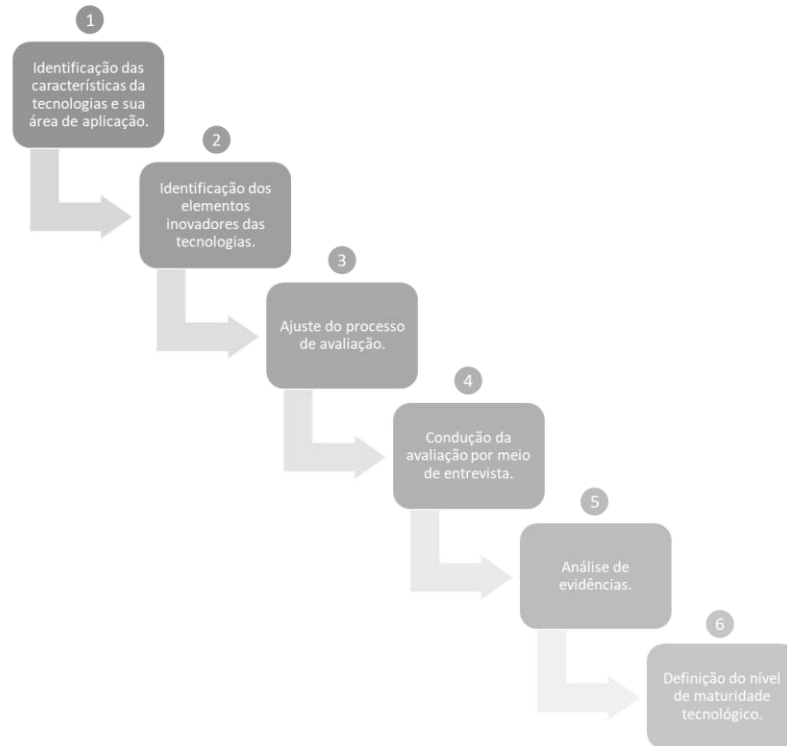 1
Identificação das
características da
tecnologias e sua
área de aplicação.
2
Identificação dos
elementos
inovadores das
tecnologias.
3
Ajuste do processo
de avaliação.
4
Condução da
avaliação por meio
de entrevista.
5
Análise de
evidências.
6
Definição do nível
de maturidade
tecnológico.